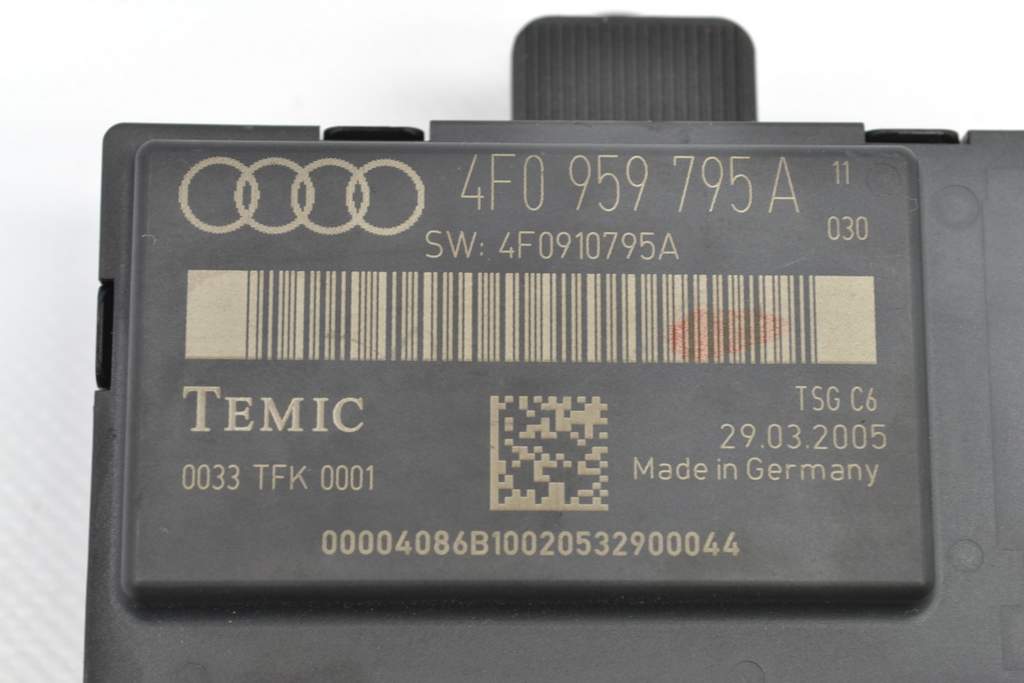 4F0 959 795 A 11
030
SW: 4F0910795A
TEMIC
TSG C6
29.03.2005
0033 TFK 0001
Made in Germany
00004086B10020532900044